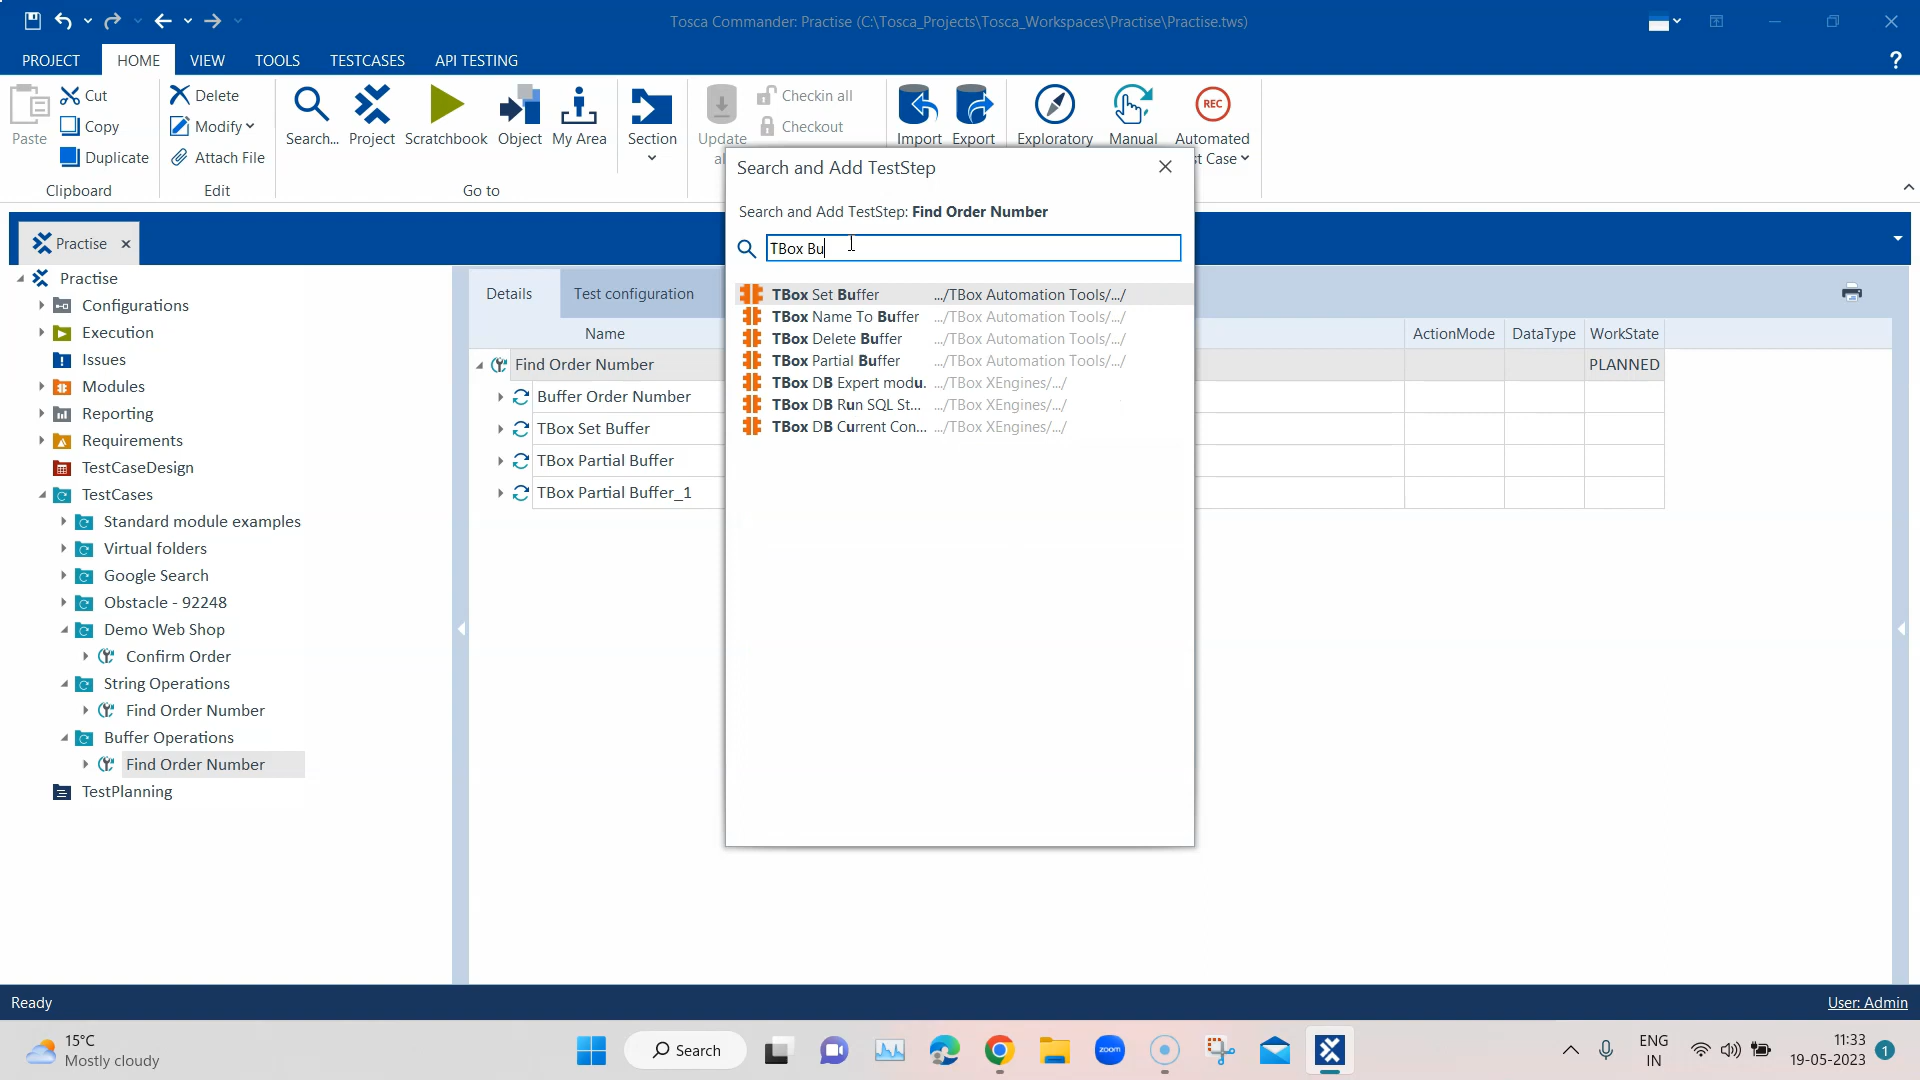 Tosca Commander: Practise (C:\Tosca_Projects\Tosca_Workspaces\Practise\Practise.tws)
PROJECT HOME VIEW TOOLS TESTCASES API TESTING ?
Paste Cut Copy Duplicate
Clipboard
Delete Modify Attach File
Edit
Search... Project Scratchbook Object My Area
Go to
Section
Update Checkin all Checkout
Import Export Exploratory Manual REC Automated
t Case
Practise
Practise
Configurations
Execution
Issues
Modules
Reporting
Requirements
TestCaseDesign
TestCases
Standard module examples
Virtual folders
Google Search
Obstacle - 92248
Demo Web Shop
Confirm Order
String Operations
Find Order Number
Buffer Operations
Find Order Number
TestPlanning
Details Test configuration
Name ActionMode DataType WorkState
Find Order Number PLANNED
Buffer Order Number
TBox Set Buffer
TBox Partial Buffer
TBox Partial Buffer_1
Search and Add TestStep
Search and Add TestStep: Find Order Number
TBox Bu
TBox Set Buffer .../TBox Automation Tools/.../
TBox Name To Buffer .../TBox Automation Tools/.../
TBox Delete Buffer .../TBox Automation Tools/.../
TBox Partial Buffer .../TBox Automation Tools/.../
TBox DB Expert modu. .../TBox XEngines/.../
TBox DB Run SQL St... .../TBox XEngines/.../
TBox DB Current Con... .../TBox XEngines/.../
Ready User: Admin
15°C
Mostly cloudy
Search
zoom
ENG
IN
11:33
19-05-2023
1